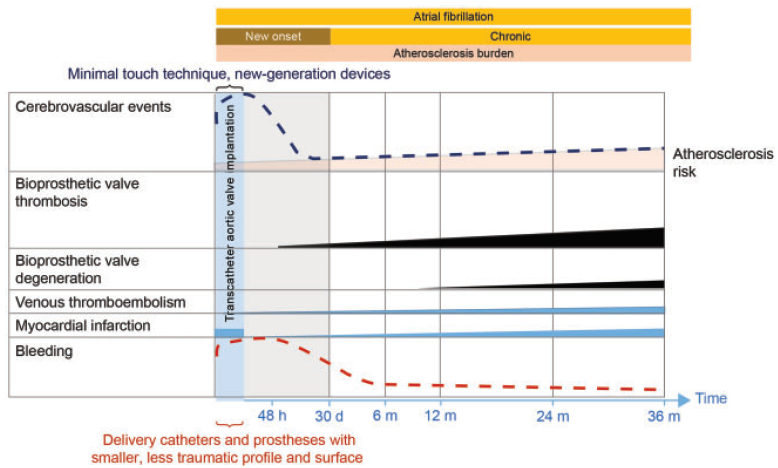 Atrial fibrillation
New onset
Chronic
Atherosclerosis burden
Minimal touch technique, new-generation devices
Cerebrovascular events
Transcatheter aortic valve implantation
Atherosclerosis
risk
Bioprosthetic valve
thrombosis
Bioprosthetic valve
degeneration
Venous thromboembolism
Myocardial infarction
Bleeding
Time
48 h
30 d
6 m
12 m
24 m
36 m
Delivery catheters and prostheses with
smaller, less traumatic profile and surface